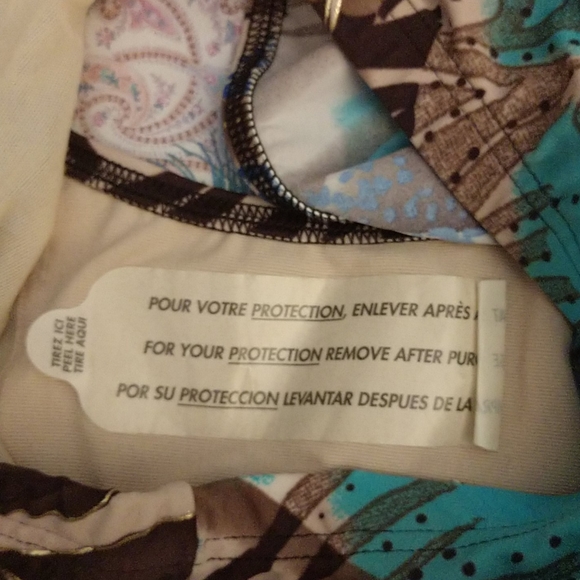 TIREZ ICI
PEEL HERE
TIRE AQUI
POUR VOTRE PROTECTION, ENLEVER APRÈS
FOR YOUR PROTECTION REMOVE AFTER
POR SU PROTECCION LEVANTAR DESPUES DE LA